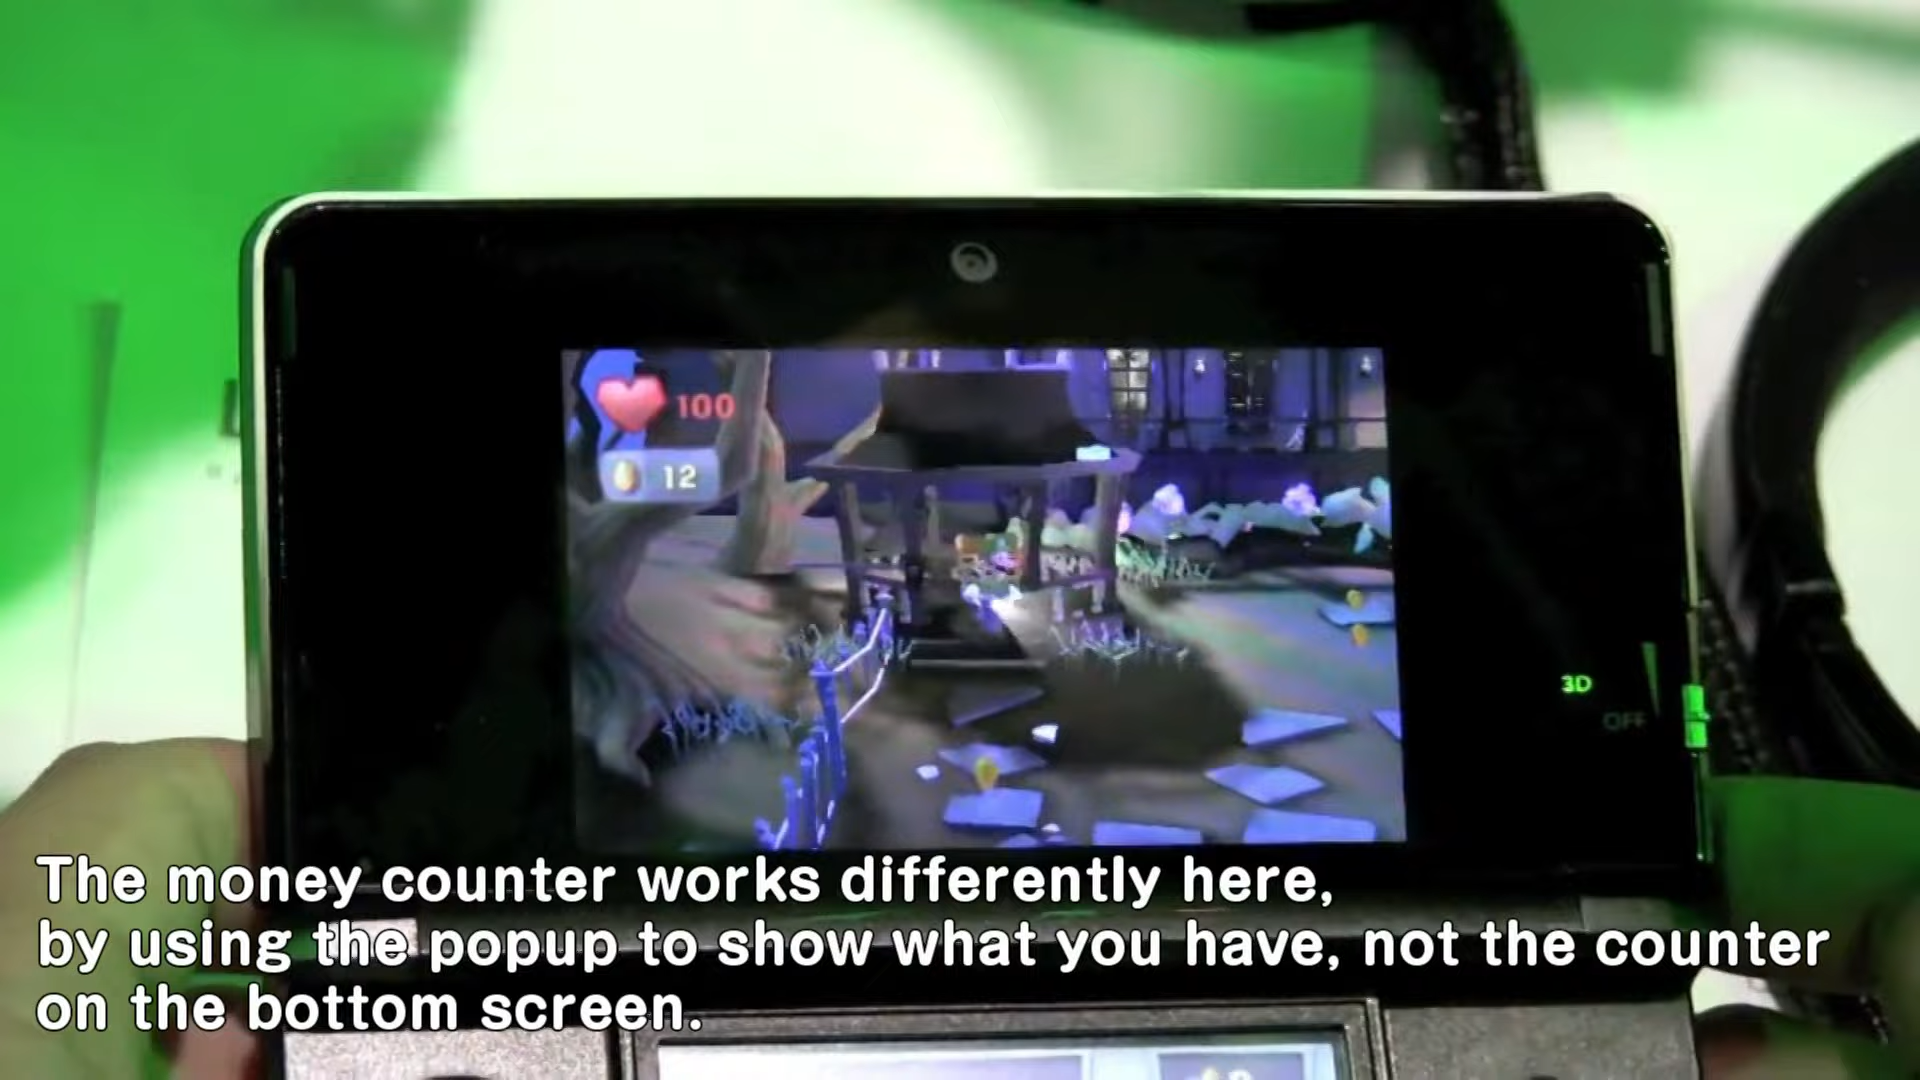 100
12
3D
OFF
The money counter works differently here,
by using the popup to show what you have, not the counter
on the bottom screen.